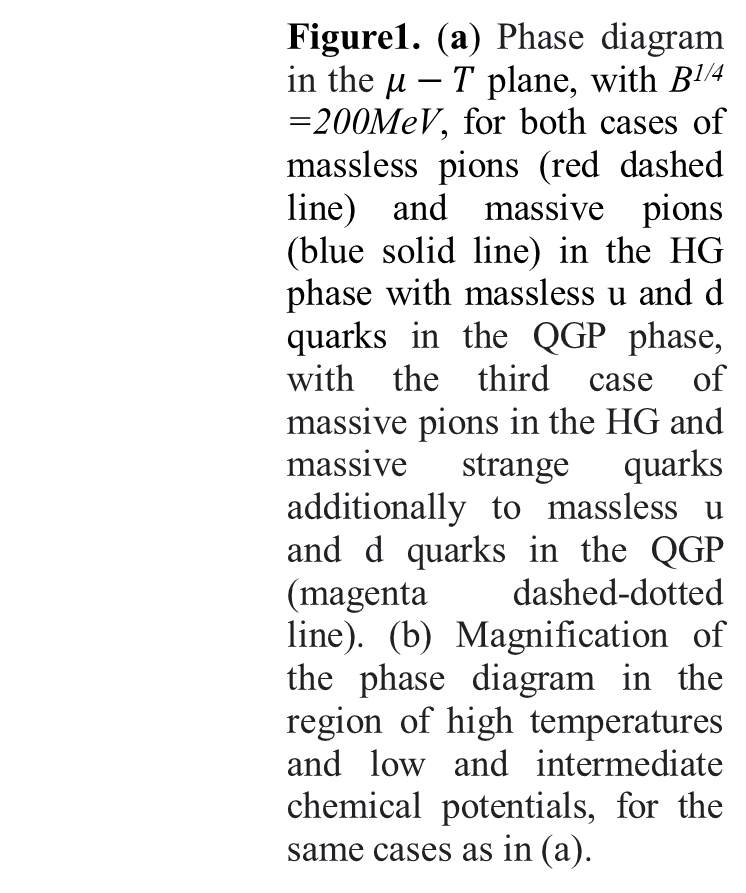 Figure1. (a) Phase diagram
in the μ − T plane, with B1/4
=200MeV, for both cases of
massless pions (red dashed
line) and massive pions
(blue solid line) in the HG
phase with massless u and d
quarks in the QGP phase,
with the third case of
massive pions in the HG and
massive strange quarks
additionally to massless u
and d quarks in the QGP
(magenta dashed-dotted
line). (b) Magnification of
the phase diagram in the
region of high temperatures
and low and intermediate
chemical potentials, for the
same cases as in (a).